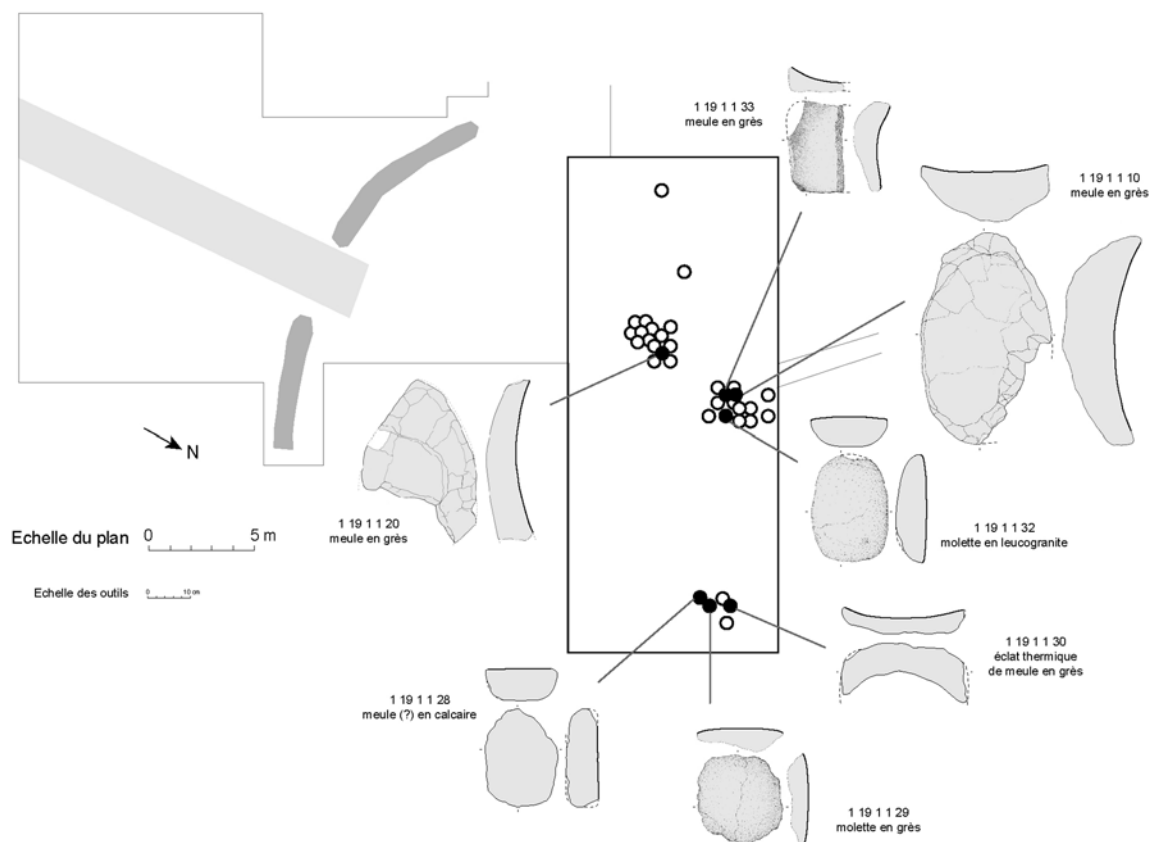 1 19 1 1 33
meule en grès
1 19 1 1 10
meule en grès
N
1 19 1 1 20
meule en grès
Echelle du plan 0 5 m
Echelle des outils 0 10 cm
1 19 1 1 32
molette en leucogranite
1 19 1 1 30
éclat thermique
de meule en grès
1 19 1 1 28
meule (?) en calcaire
1 19 1 1 29
molette en grès